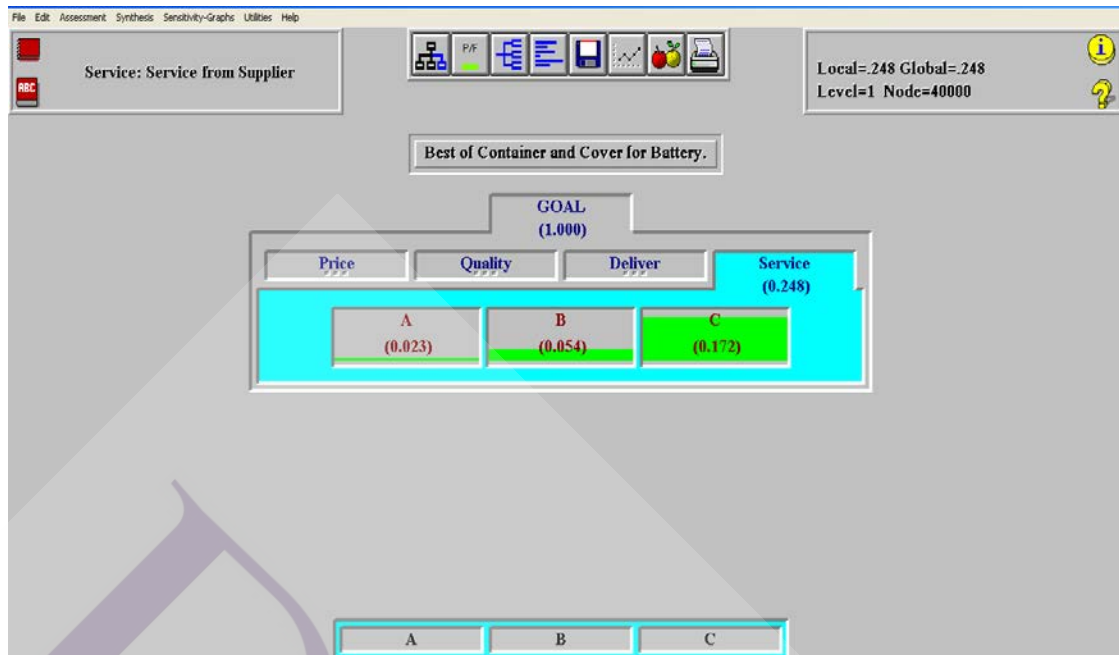 File Edit Assessment Synthesis Sensitivity-Graphs Utilities Help
ABC
Service: Service from Supplier
P/F
Local=.248 Global=.248
Level=1 Node=40000
i
?
Best of Container and Cover for Battery.
GOAL
(1.000)
Price Quality Deliver Service
(0.248)
A B C
(0.023) (0.054) (0.172)
A B C